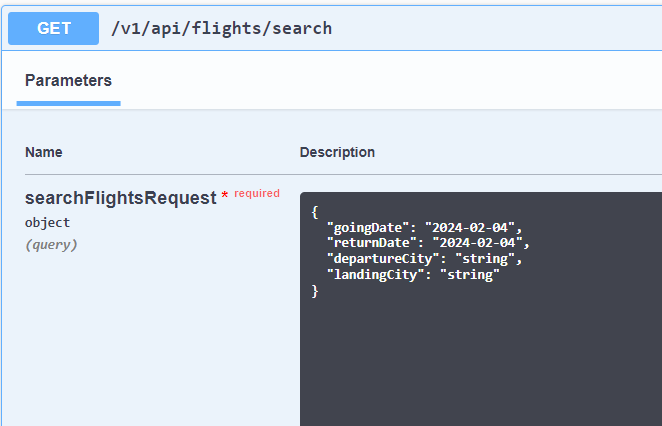 GET /v1/api/flights/search
Parameters
Name Description
searchFlightsRequest * required
object
(query)
{
"goingDate": "2024-02-04",
"returnDate": "2024-02-04",
"departureCity": "string",
"landingCity": "string"
}